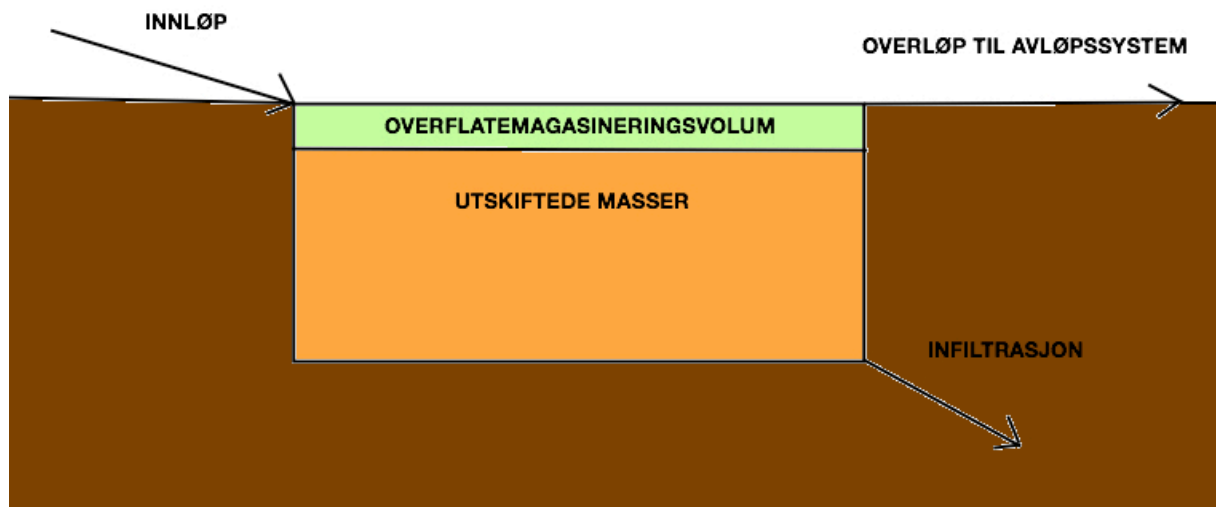 INNLØP
OVERLØP TIL AVLØPSSYSTEM
OVERFLATEMAGASINERINGSVOLUM
UTSKIFTEDE MASSER
INFILTRASJON